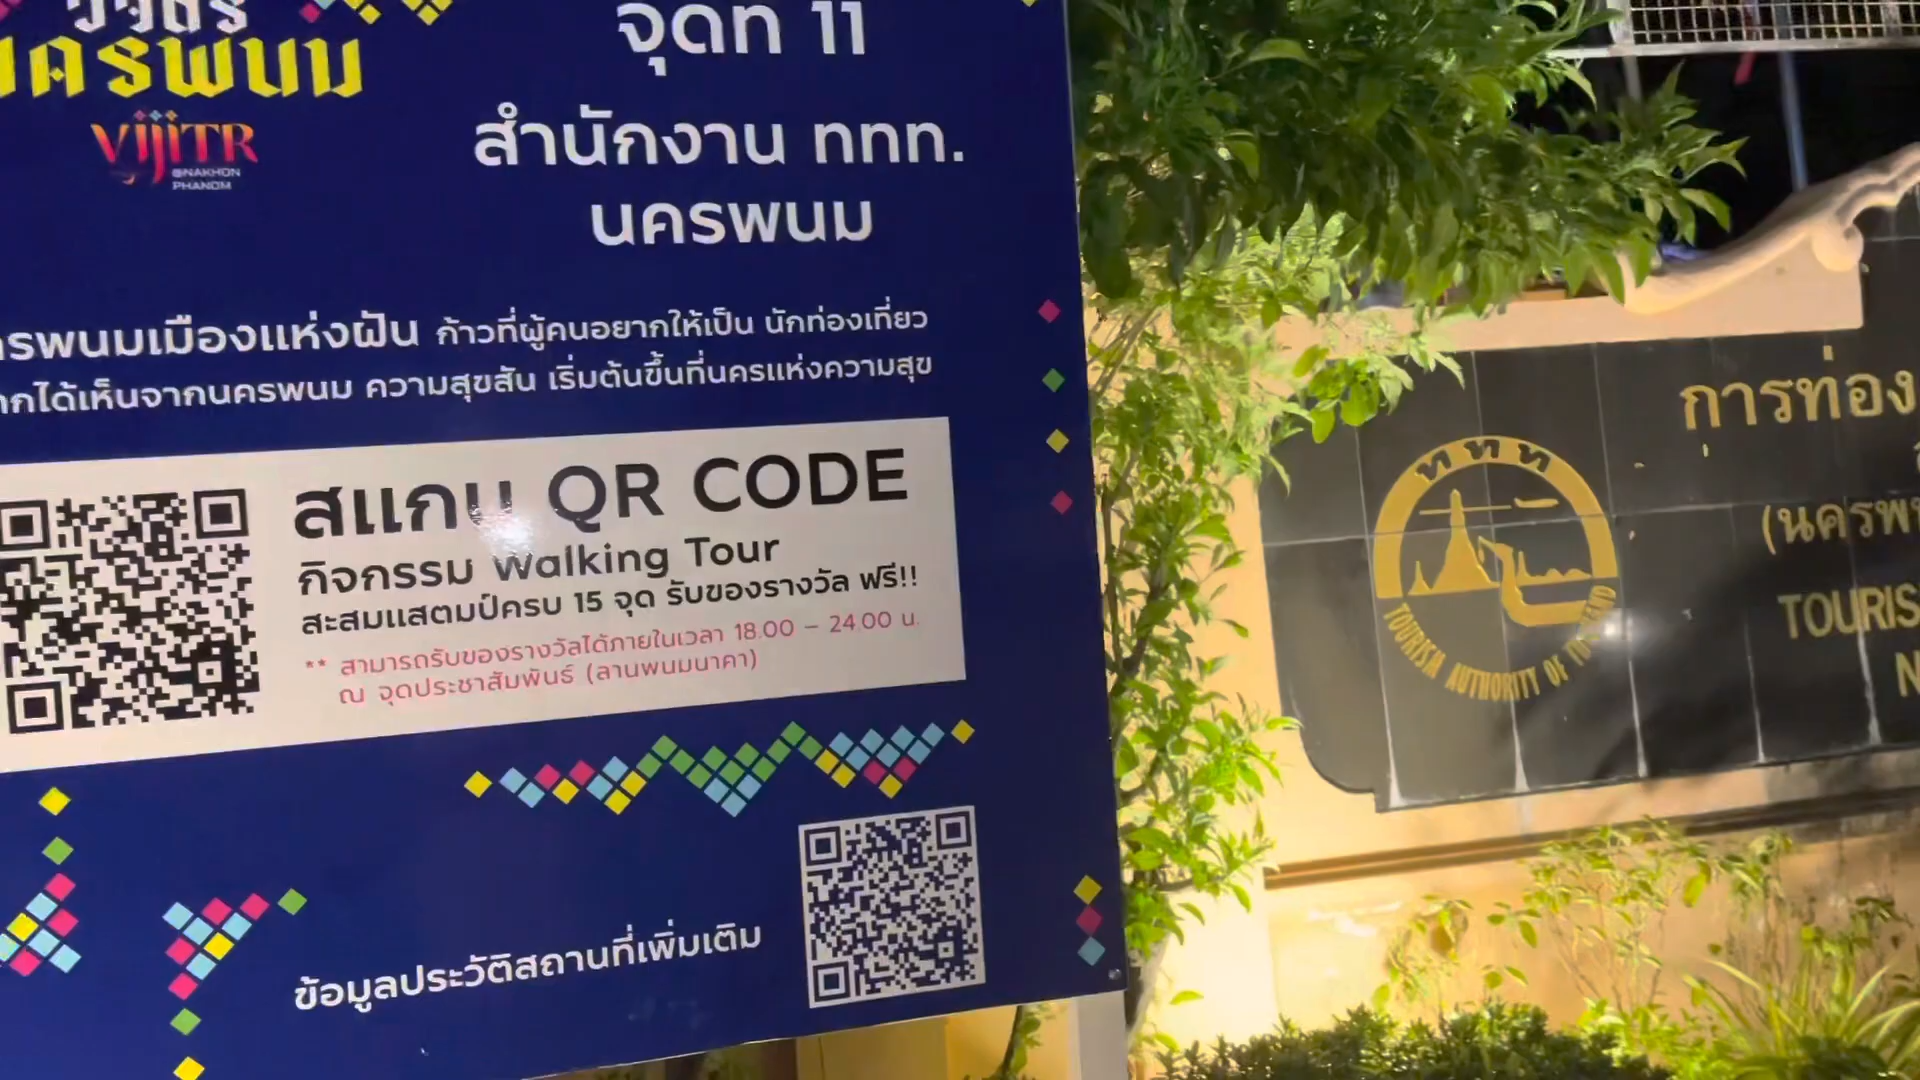 วิจิตร
นครพนม
VIJITR
@NAKHON
PHANOM
จุดที่ 11
สำนักงาน ททท.
นครพนม
นครพนมเมืองแห่งฝัน ก้าวที่ผู้คนอยากให้เป็น นักท่องเที่ยว
ได้เห็นจากนครพนม ความสุขสัน เริ่มต้นขึ้นที่นครแห่งความสุข
สแกน QR CODE
กิจกรรม Walking Tour
สะสมแสตมป์ครบ 15 จุด รับของรางวัล ฟรี!!
** สามารถรับของรางวัลได้ภายในเวลา 18.00 – 24.00 น.
ณ จุดประชาสัมพันธ์ (ลานพนมนาคา)
ข้อมูลประวัติสถานที่เพิ่มเติม
ททท
TOURISM AUTHORITY OF
การท่อง
(นครพ
TOURIS
N